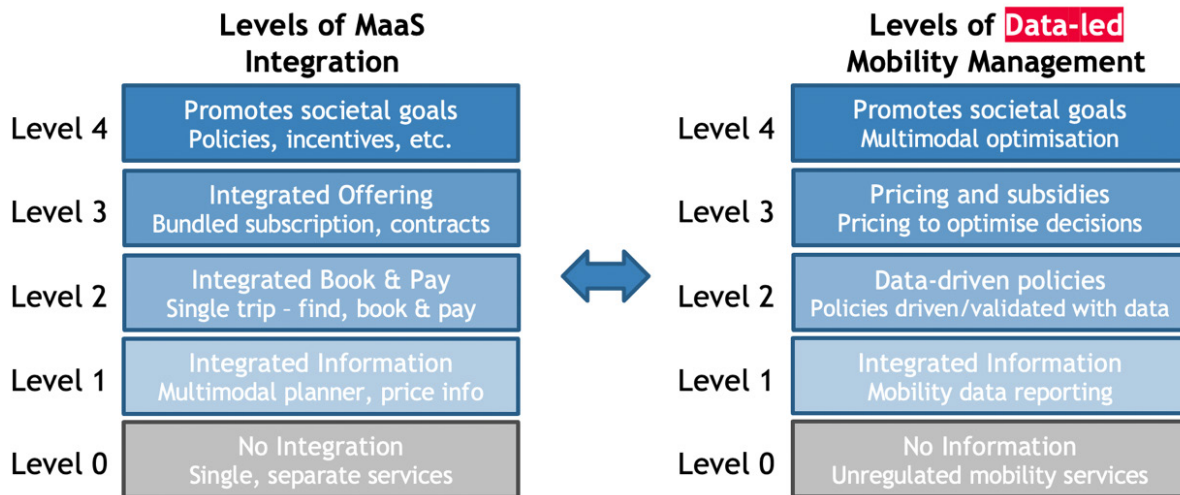 Levels of MaaS
Integration
Level 4
Promotes societal goals
Policies, incentives, etc.
Level 3
Integrated Offering
Bundled subscription, contracts
Level 2
Integrated Book & Pay
Single trip – find, book & pay
Level 1
Integrated Information
Multimodal planner, price info
Level 0
No Integration
Single, separate services
Levels of Data-led
Mobility Management
Level 4
Promotes societal goals
Multimodal optimisation
Level 3
Pricing and subsidies
Pricing to optimise decisions
Level 2
Data-driven policies
Policies driven/validated with data
Level 1
Integrated Information
Mobility data reporting
Level 0
No Information
Unregulated mobility services